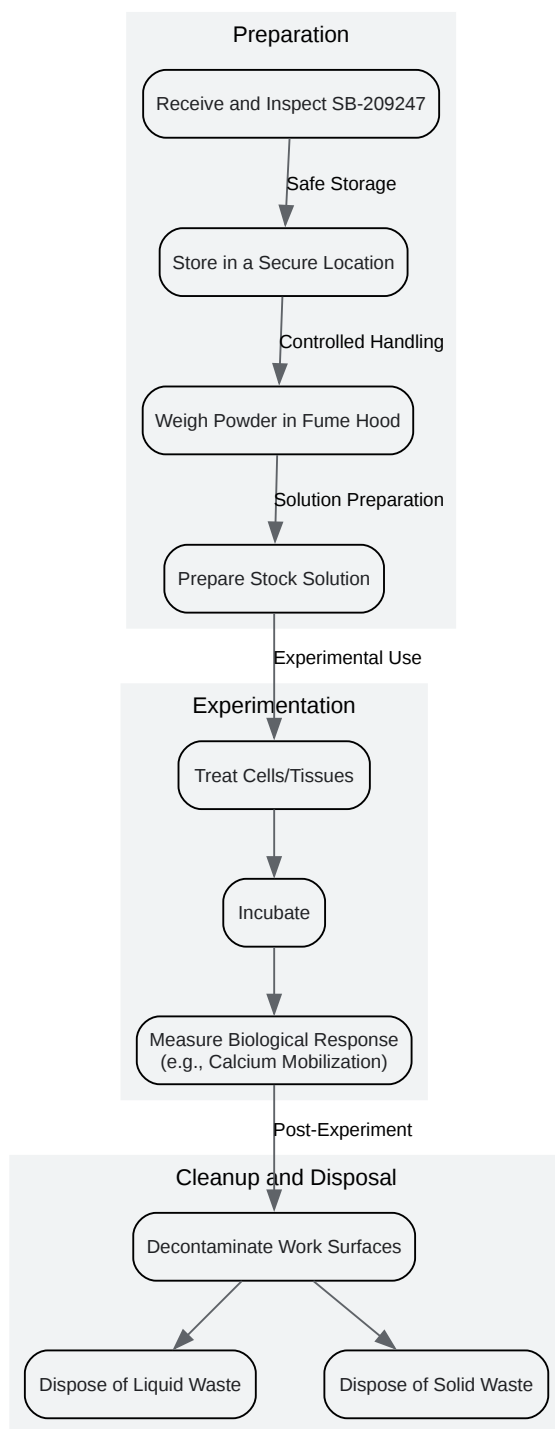 Preparation
Receive and Inspect SB-209247
Safe Storage
Store in a Secure Location
Controlled Handling
Weigh Powder in Fume Hood
Solution Preparation
Prepare Stock Solution
Experimental Use
Experimentation
Treat Cells/Tissues
Incubate
Measure Biological Response
(e.g., Calcium Mobilization)
Post-Experiment
Cleanup and Disposal
Decontaminate Work Surfaces
Dispose of Liquid Waste
Dispose of Solid Waste